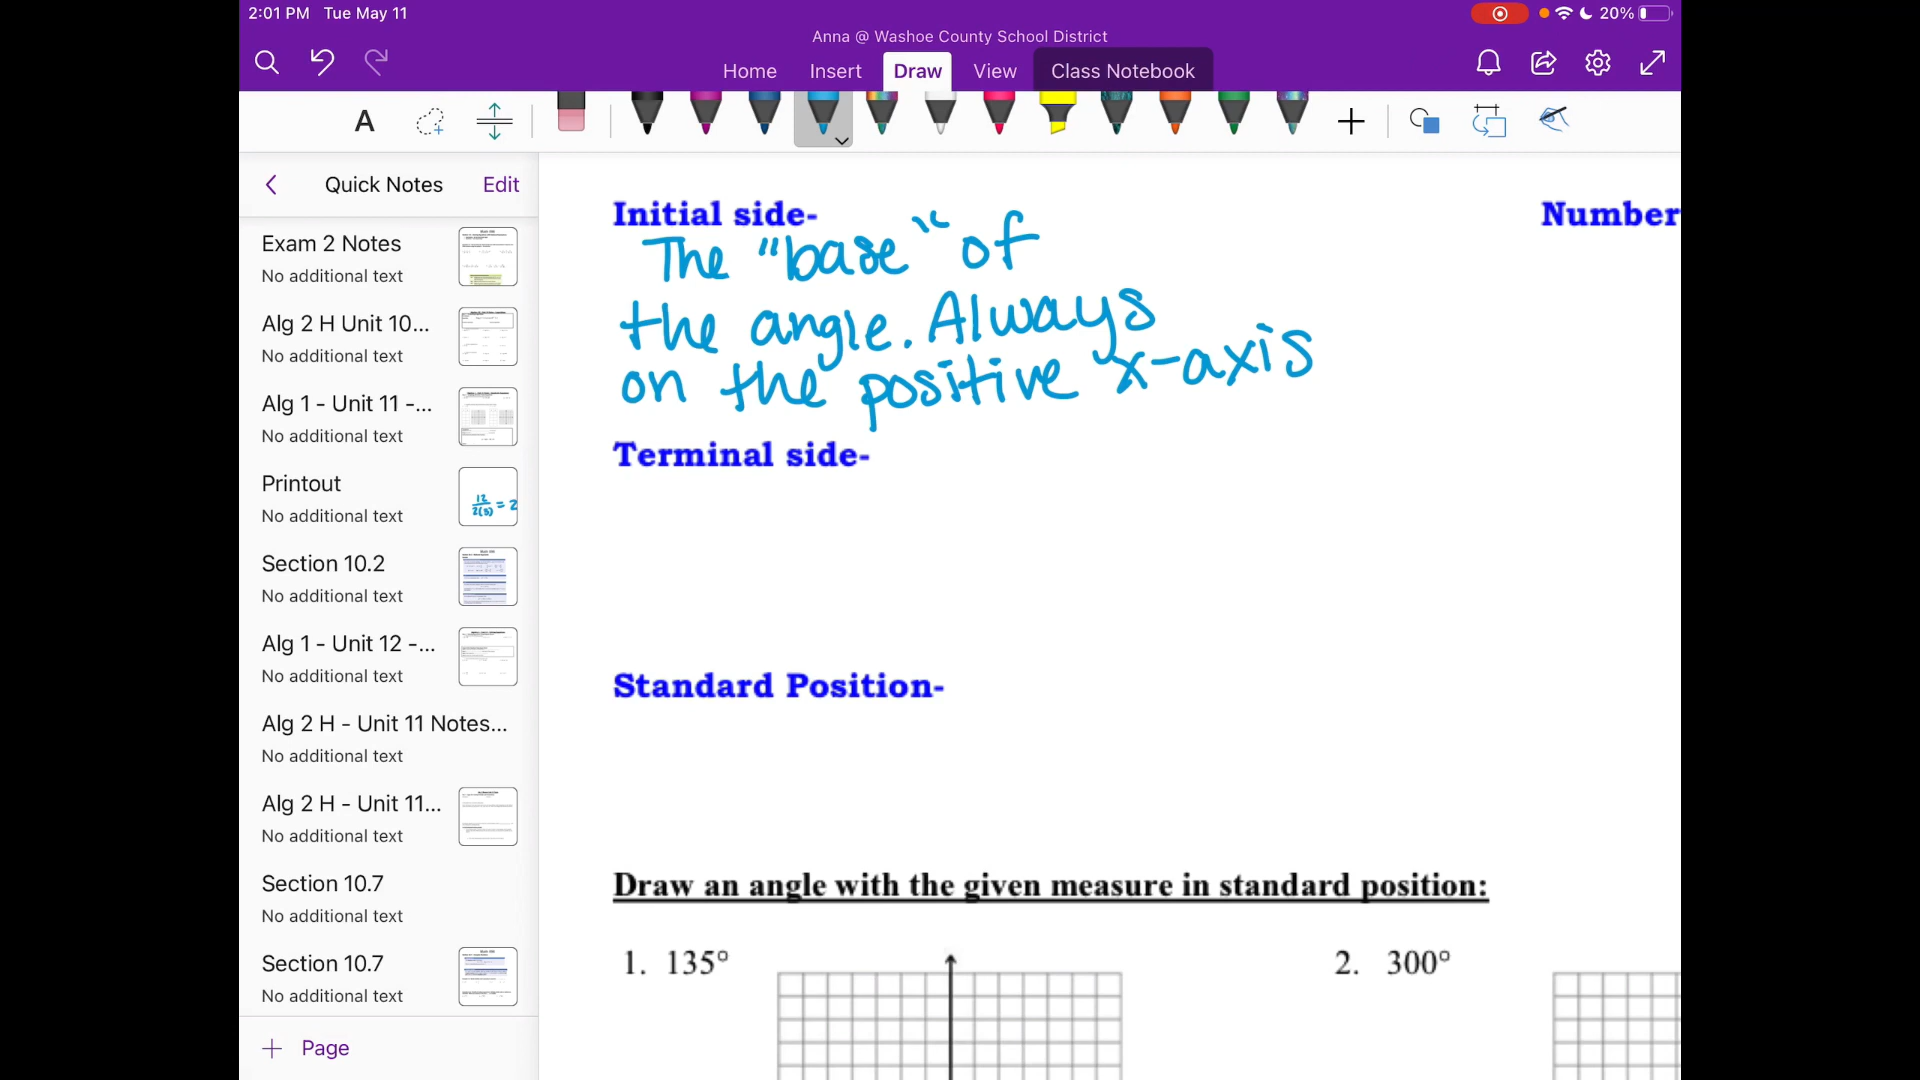 2:01 PM Tue May 11
20%
Anna @ Washoe County School District
Home Insert Draw View Class Notebook
A
Quick Notes Edit
Exam 2 Notes
No additional text
Alg 2 H Unit 10...
No additional text
Alg 1 - Unit 11 -...
No additional text
Printout
No additional text
12/2(3) = 2
Section 10.2
No additional text
Alg 1 - Unit 12 -...
No additional text
Alg 2 H - Unit 11 Notes...
No additional text
Alg 2 H - Unit 11...
No additional text
Section 10.7
No additional text
Section 10.7
No additional text
+ Page
Initial side-
The "base" of
the angle. Always
on the positive x-axis
Number
Terminal side-
Standard Position-
Draw an angle with the given measure in standard position:
1. 135°
2. 300°